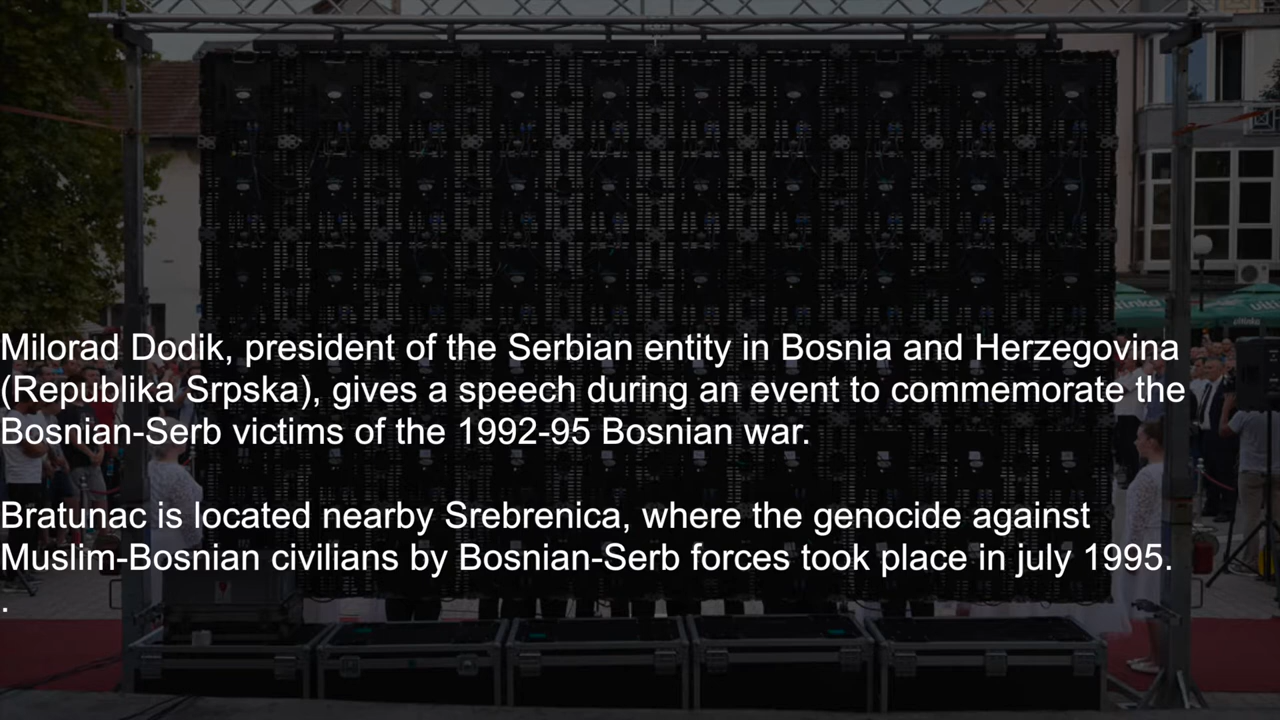 Milorad Dodik, president of the Serbian entity in Bosnia and Herzegovina
(Republika Srpska), gives a speech during an event to commemorate the
Bosnian-Serb victims of the 1992-95 Bosnian war.
Bratunac is located nearby Srebrenica, where the genocide against
Muslim-Bosnian civilians by Bosnian-Serb forces took place in july 1995.
.